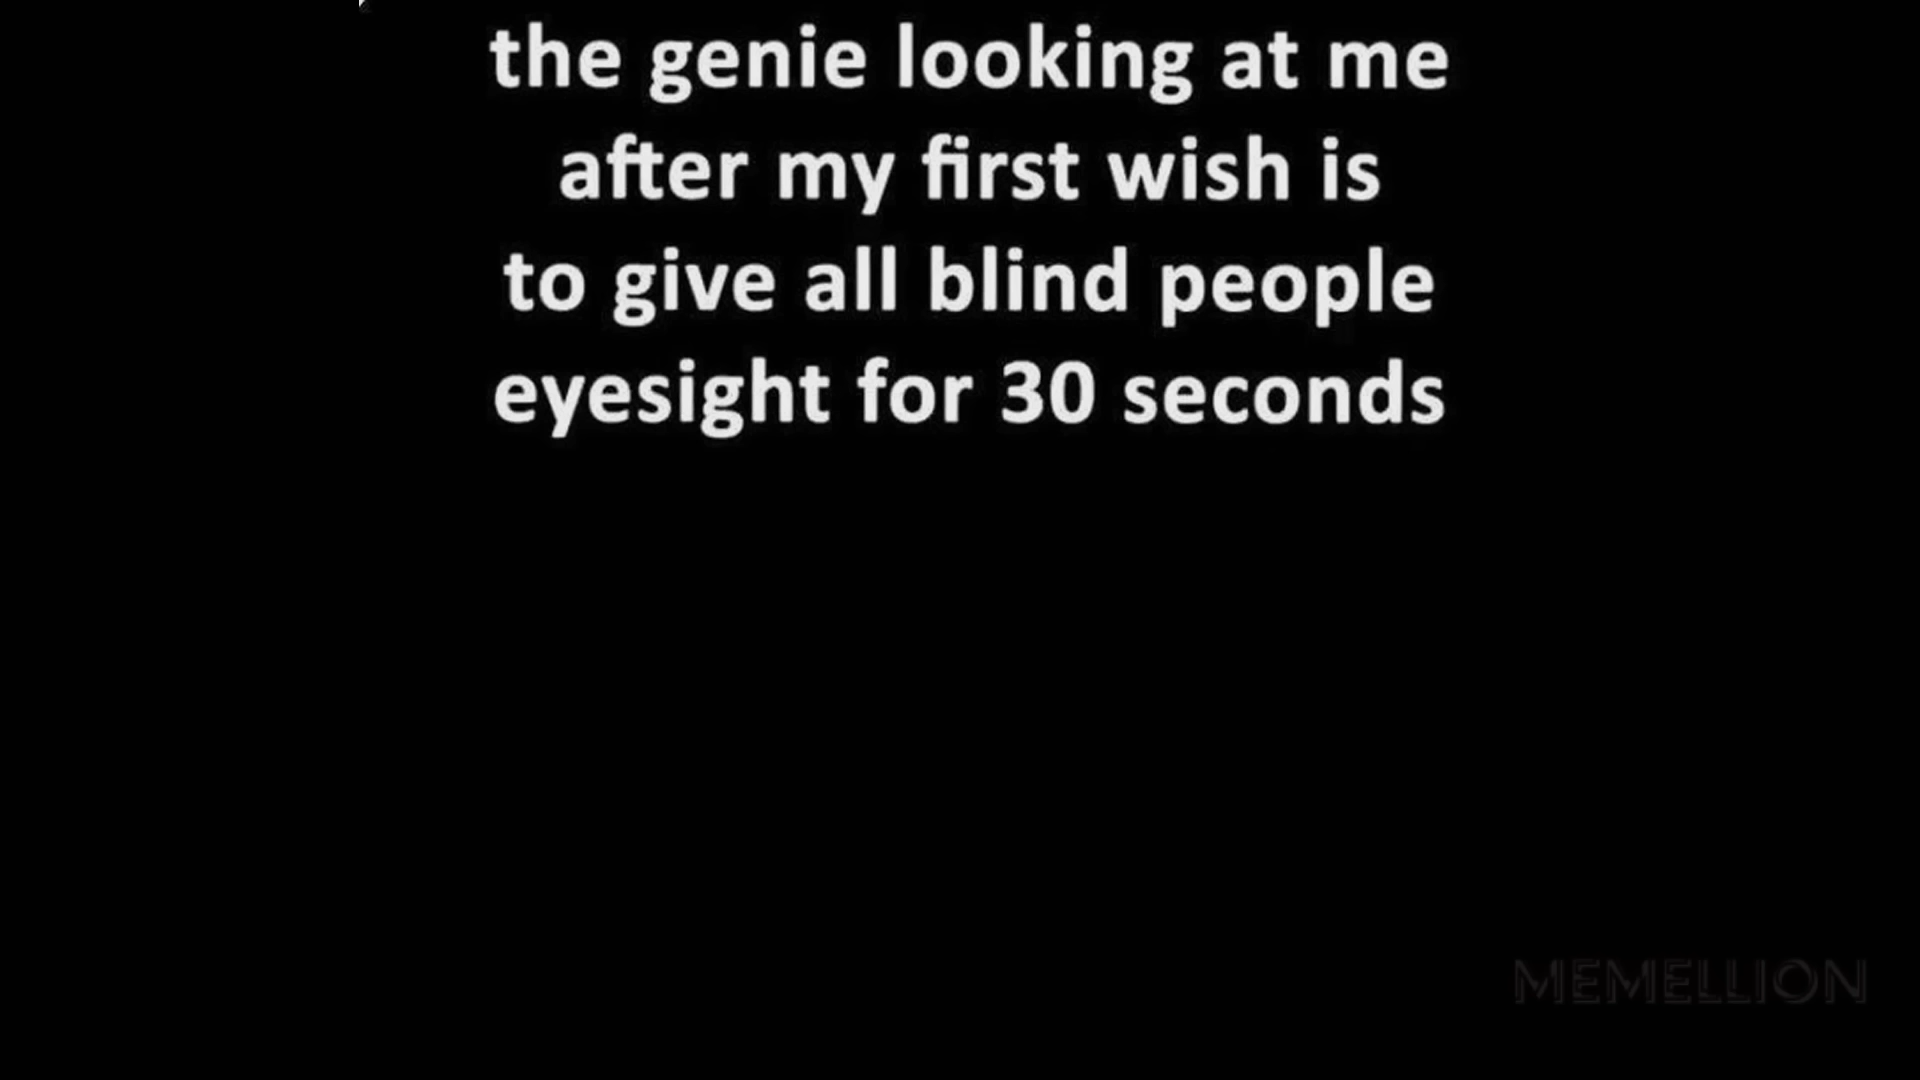 the genie looking at me
after my first wish is
to give all blind people
eyesight for 30 seconds
MEMELLION